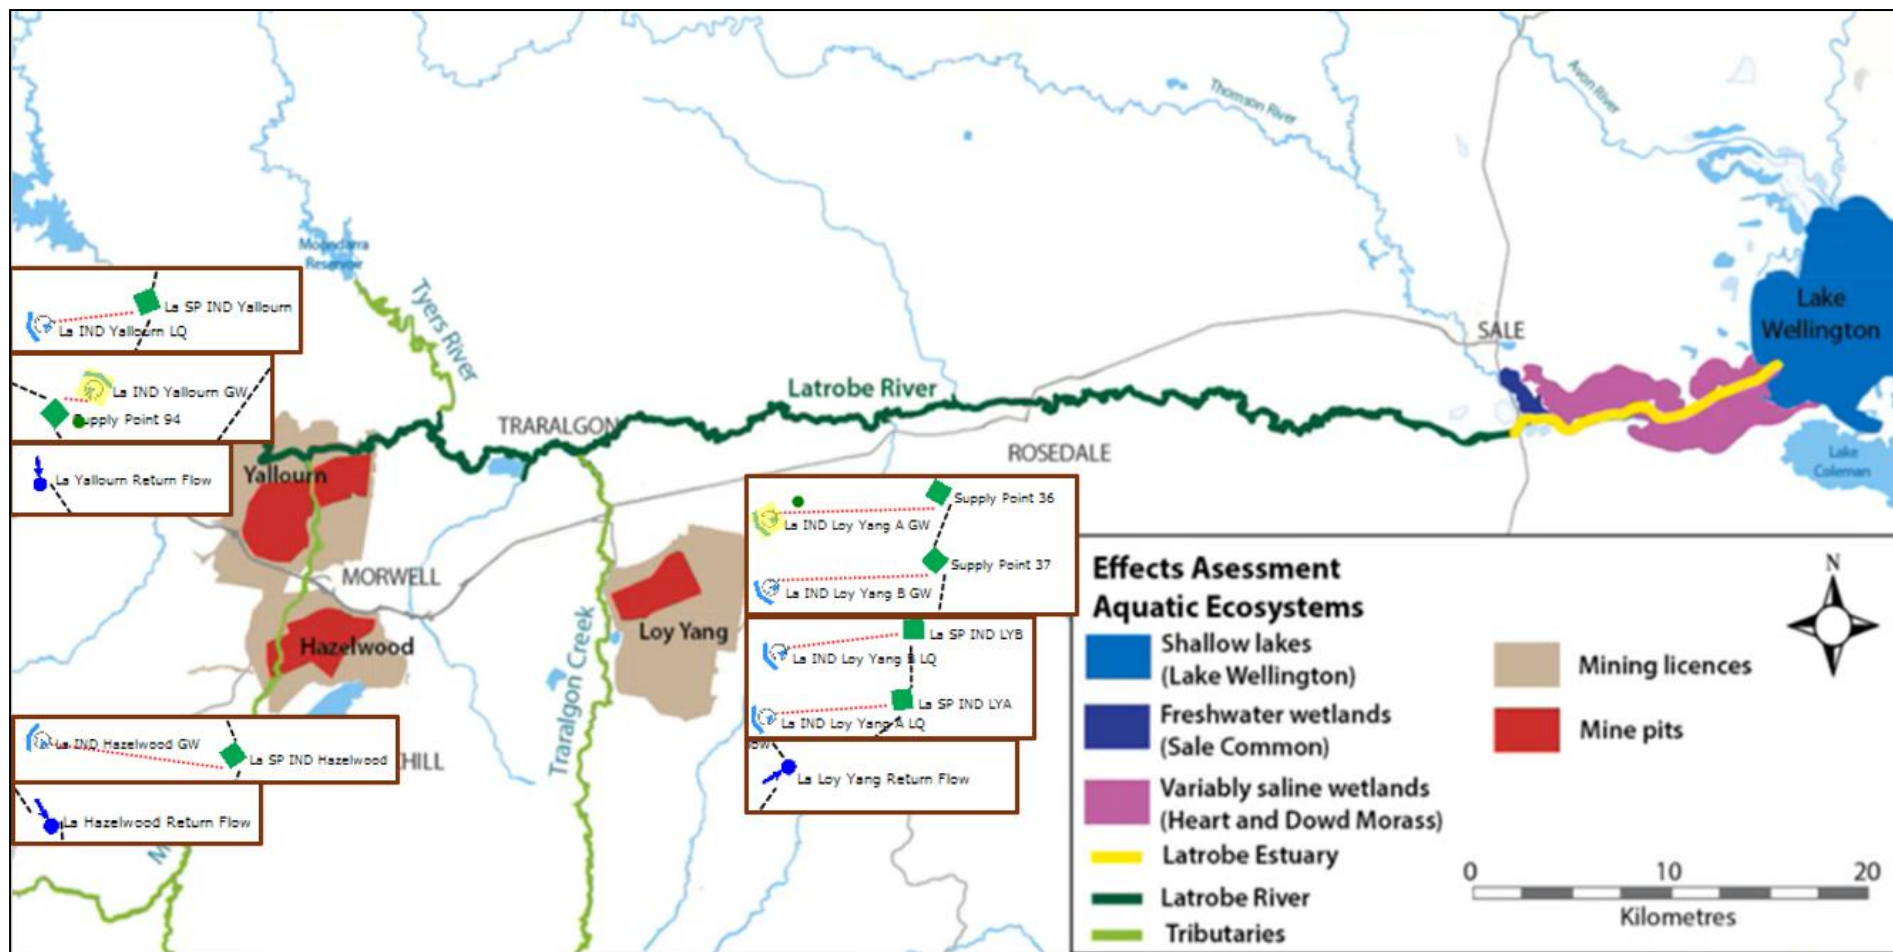 Thomson River
Avon River
Moondarra
Reservoir
Tyers River
La SP IND Yallourn
La IND Yallourn LQ
La IND Yallourn GW
Supply Point 94
La Yallourn Return Flow
Yallourn
TRARALGON
Latrobe River
ROSEDALE
SALE
Lake
Wellington
Lake
Coleman
MORWELL
Hazelwood
Loy Yang
Traralgon Creek
Supply Point 36
La IND Loy Yang A GW
Supply Point 37
La IND Loy Yang B GW
La SP IND LYB
La IND Loy Yang B LQ
La SP IND LYA
La IND Loy Yang A LQ
La Loy Yang Return Flow
La IND Hazelwood GW
La SP IND Hazelwood
HILL
La Hazelwood Return Flow
M
Effects Asessment
Aquatic Ecosystems
Shallow lakes
(Lake Wellington)
Freshwater wetlands
(Sale Common)
Variably saline wetlands
(Heart and Dowd Morass)
Latrobe Estuary
Latrobe River
Tributaries
Mining licences
Mine pits
N
0 10 20
Kilometres